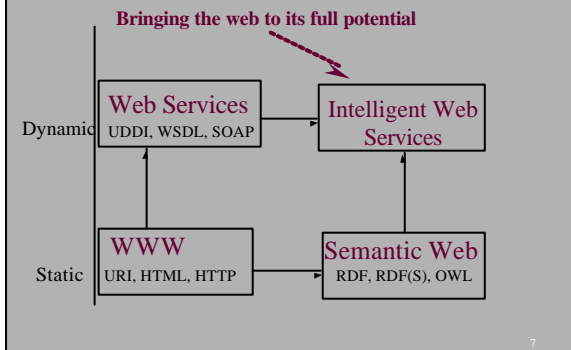 Bringing the web to its full potential
Web Services
UDDI, WSDL, SOAP
Intelligent Web
Services
Dynamic
WWW
URI, HTML, HTTP
Semantic Web
RDF, RDF(S), OWL
Static
7